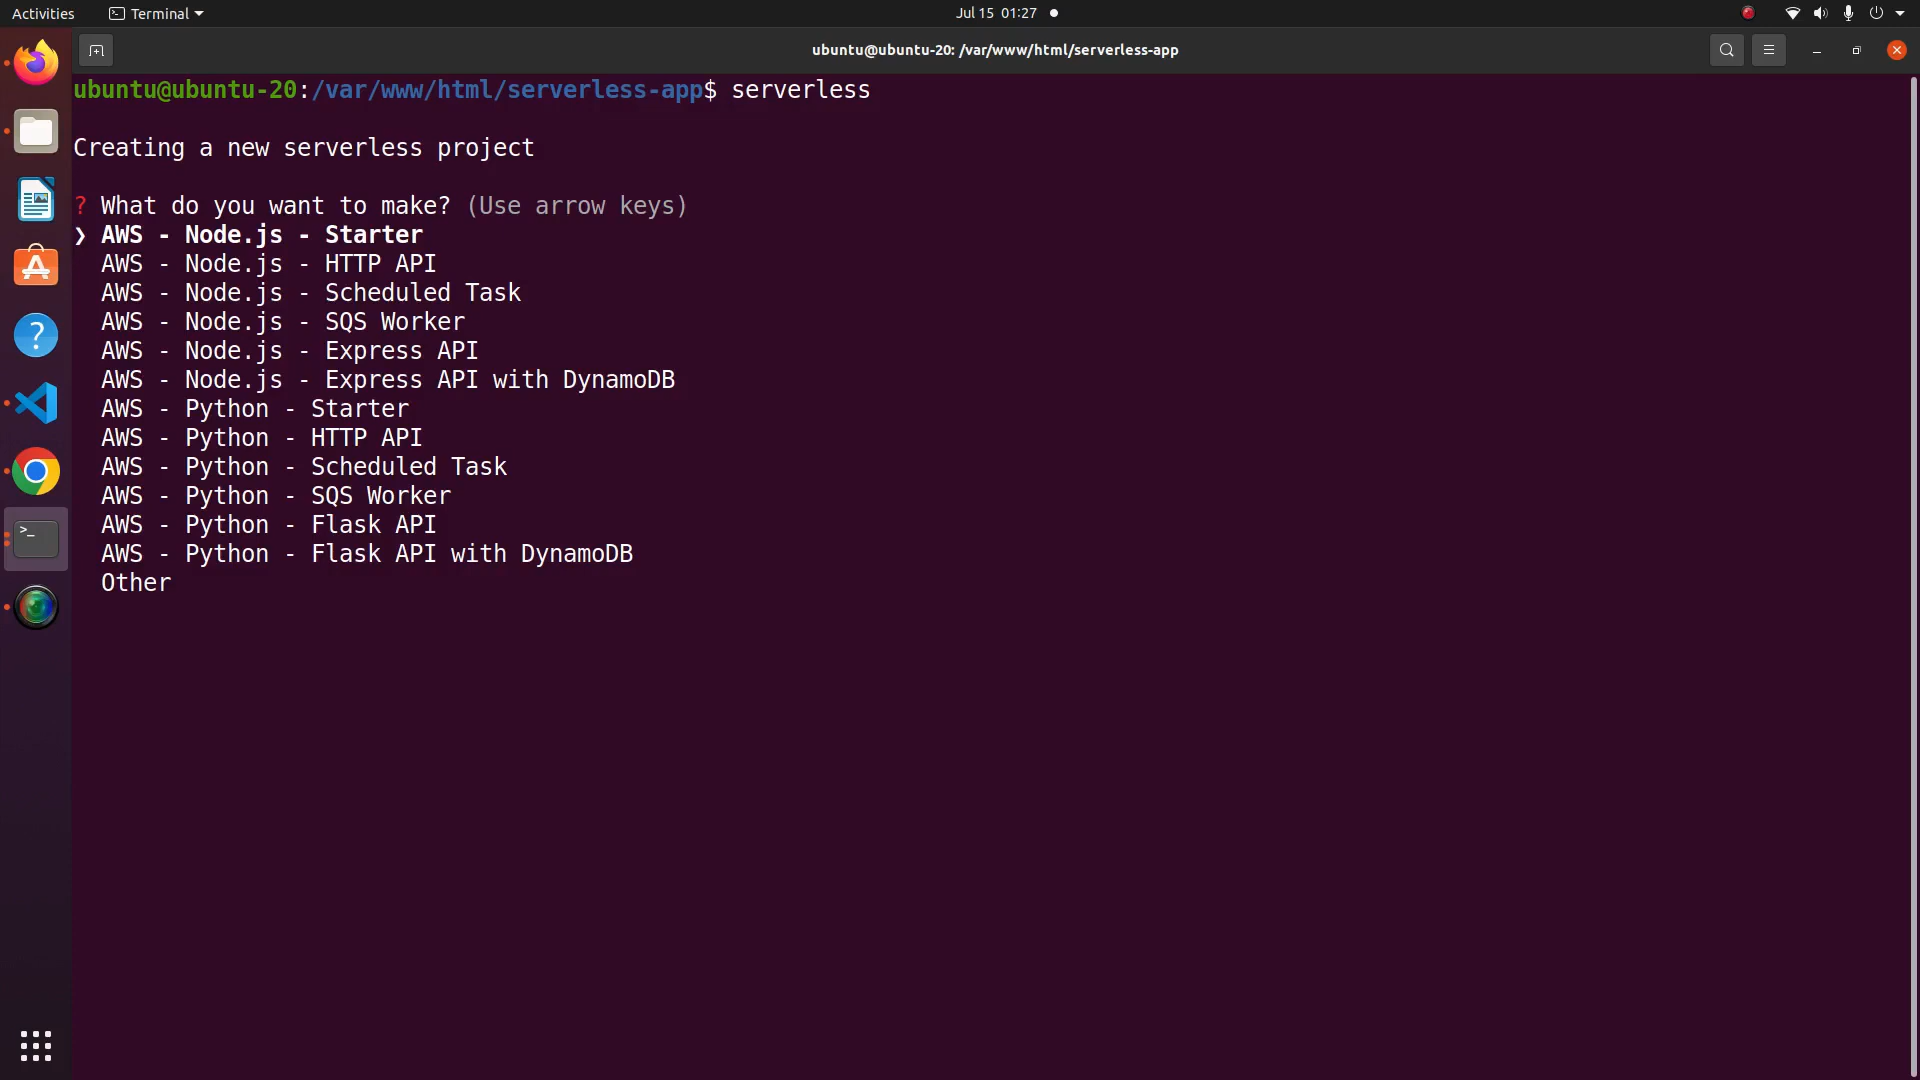 Activities Terminal Jul 15 01:27
ubuntu@ubuntu-20: /var/www/html/serverless-app
ubuntu@ubuntu-20:/var/www/html/serverless-app$ serverless
Creating a new serverless project
? What do you want to make? (Use arrow keys)
❯ AWS - Node.js - Starter
AWS - Node.js - HTTP API
AWS - Node.js - Scheduled Task
AWS - Node.js - SQS Worker
AWS - Node.js - Express API
AWS - Node.js - Express API with DynamoDB
AWS - Python - Starter
AWS - Python - HTTP API
AWS - Python - Scheduled Task
AWS - Python - SQS Worker
AWS - Python - Flask API
AWS - Python - Flask API with DynamoDB
Other